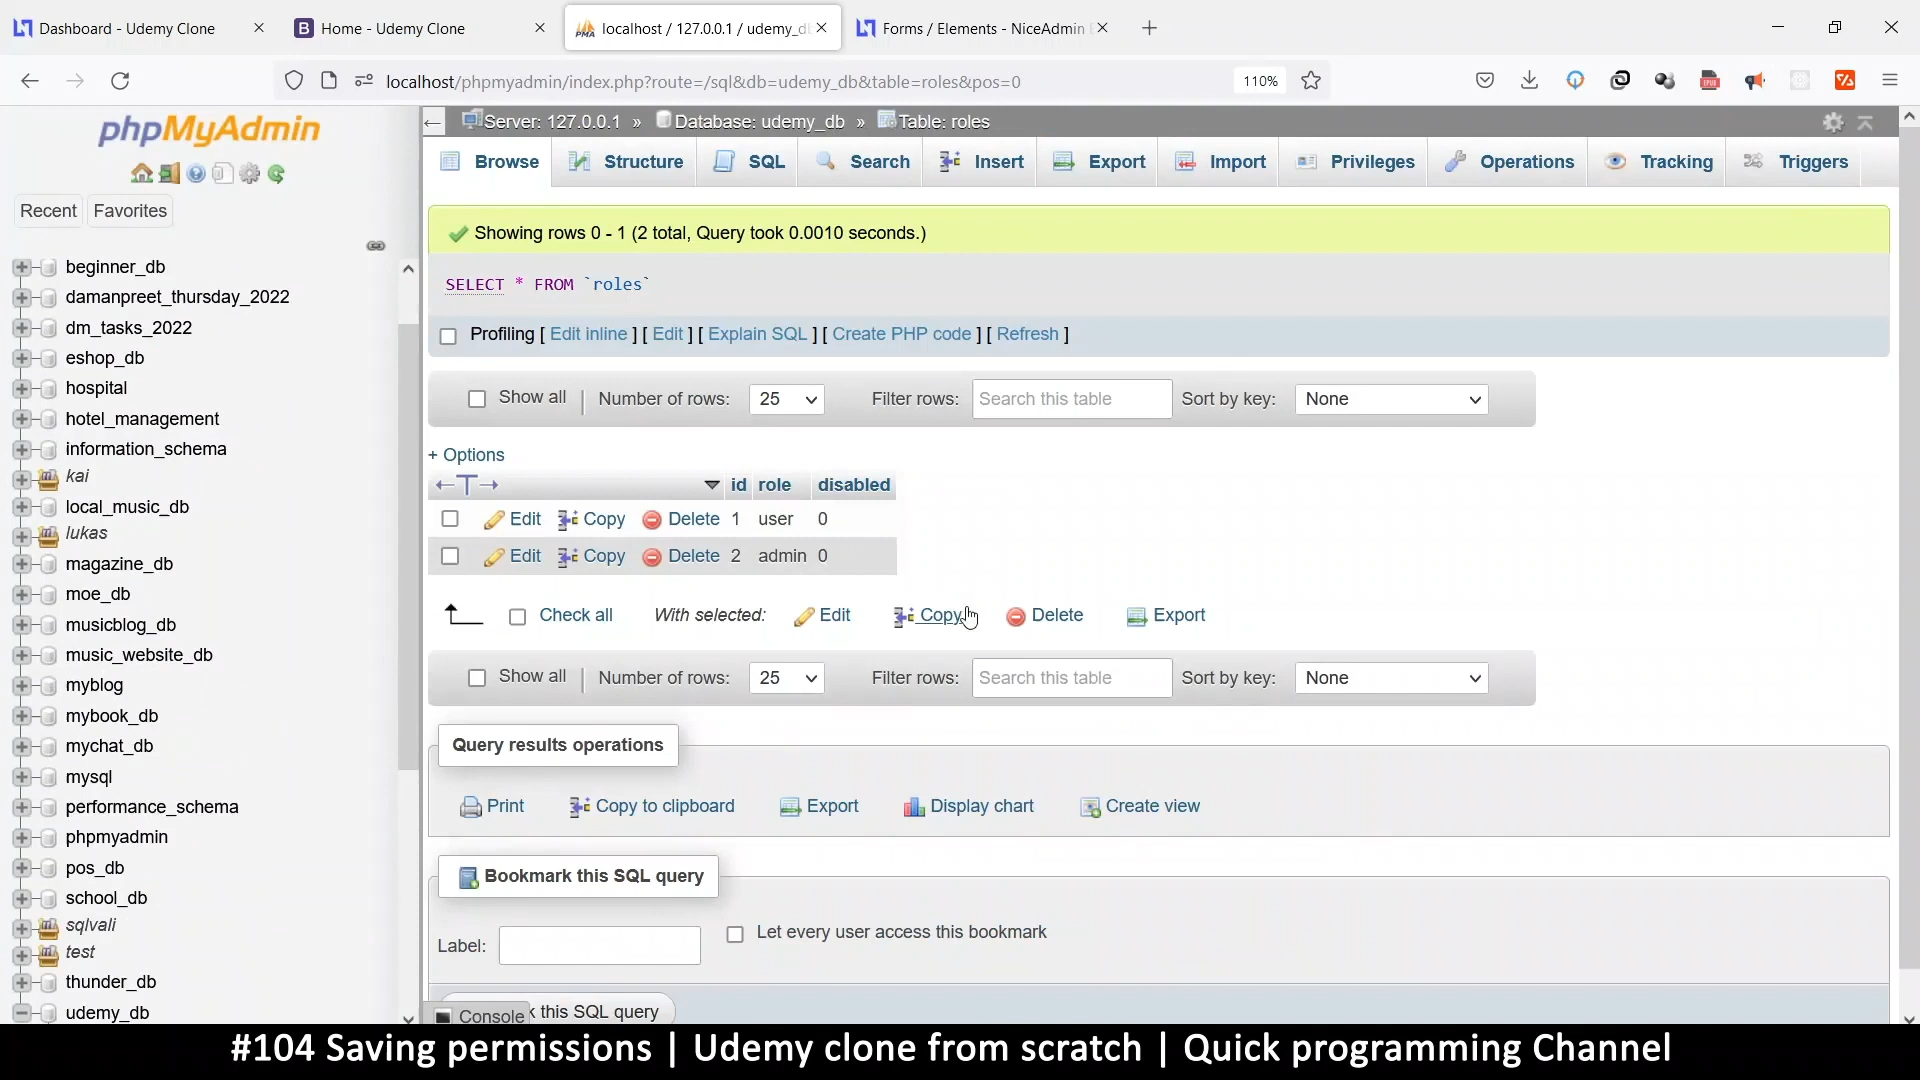 Dashboard - Udemy Clone
Home - Udemy Clone
localhost / 127.0.0.1 / udemy_d
Forms / Elements - NiceAdmin
localhost/phpmyadmin/index.php?route=/sql&db=udemy_db&table=roles&pos=0
110%
phpMyAdmin
Recent
Favorites
beginner_db
damanpreet_thursday_2022
dm_tasks_2022
eshop_db
hospital
hotel_management
information_schema
kai
local_music_db
lukas
magazine_db
moe_db
musicblog_db
music_website_db
myblog
mybook_db
mychat_db
mysql
performance_schema
phpmyadmin
pos_db
school_db
sqlvali
test
thunder_db
udemy_db
Server: 127.0.0.1 » Database: udemy_db » Table: roles
Browse Structure SQL Search Insert Export Import Privileges Operations Tracking Triggers
Showing rows 0 - 1 (2 total, Query took 0.0010 seconds.)
SELECT * FROM `roles`
Profiling [ Edit inline ] [ Edit ] [ Explain SQL ] [ Create PHP code ] [ Refresh ]
Show all | Number of rows: 25 Filter rows: Search this table Sort by key: None
+ Options
←T→ id role disabled
Edit Copy Delete 1 user 0
Edit Copy Delete 2 admin 0
Check all With selected: Edit Copy Delete Export
Show all | Number of rows: 25 Filter rows: Search this table Sort by key: None
Query results operations
Print Copy to clipboard Export Display chart Create view
Bookmark this SQL query
Label: Let every user access this bookmark
Console
this SQL query
#104 Saving permissions | Udemy clone from scratch | Quick programming Channel